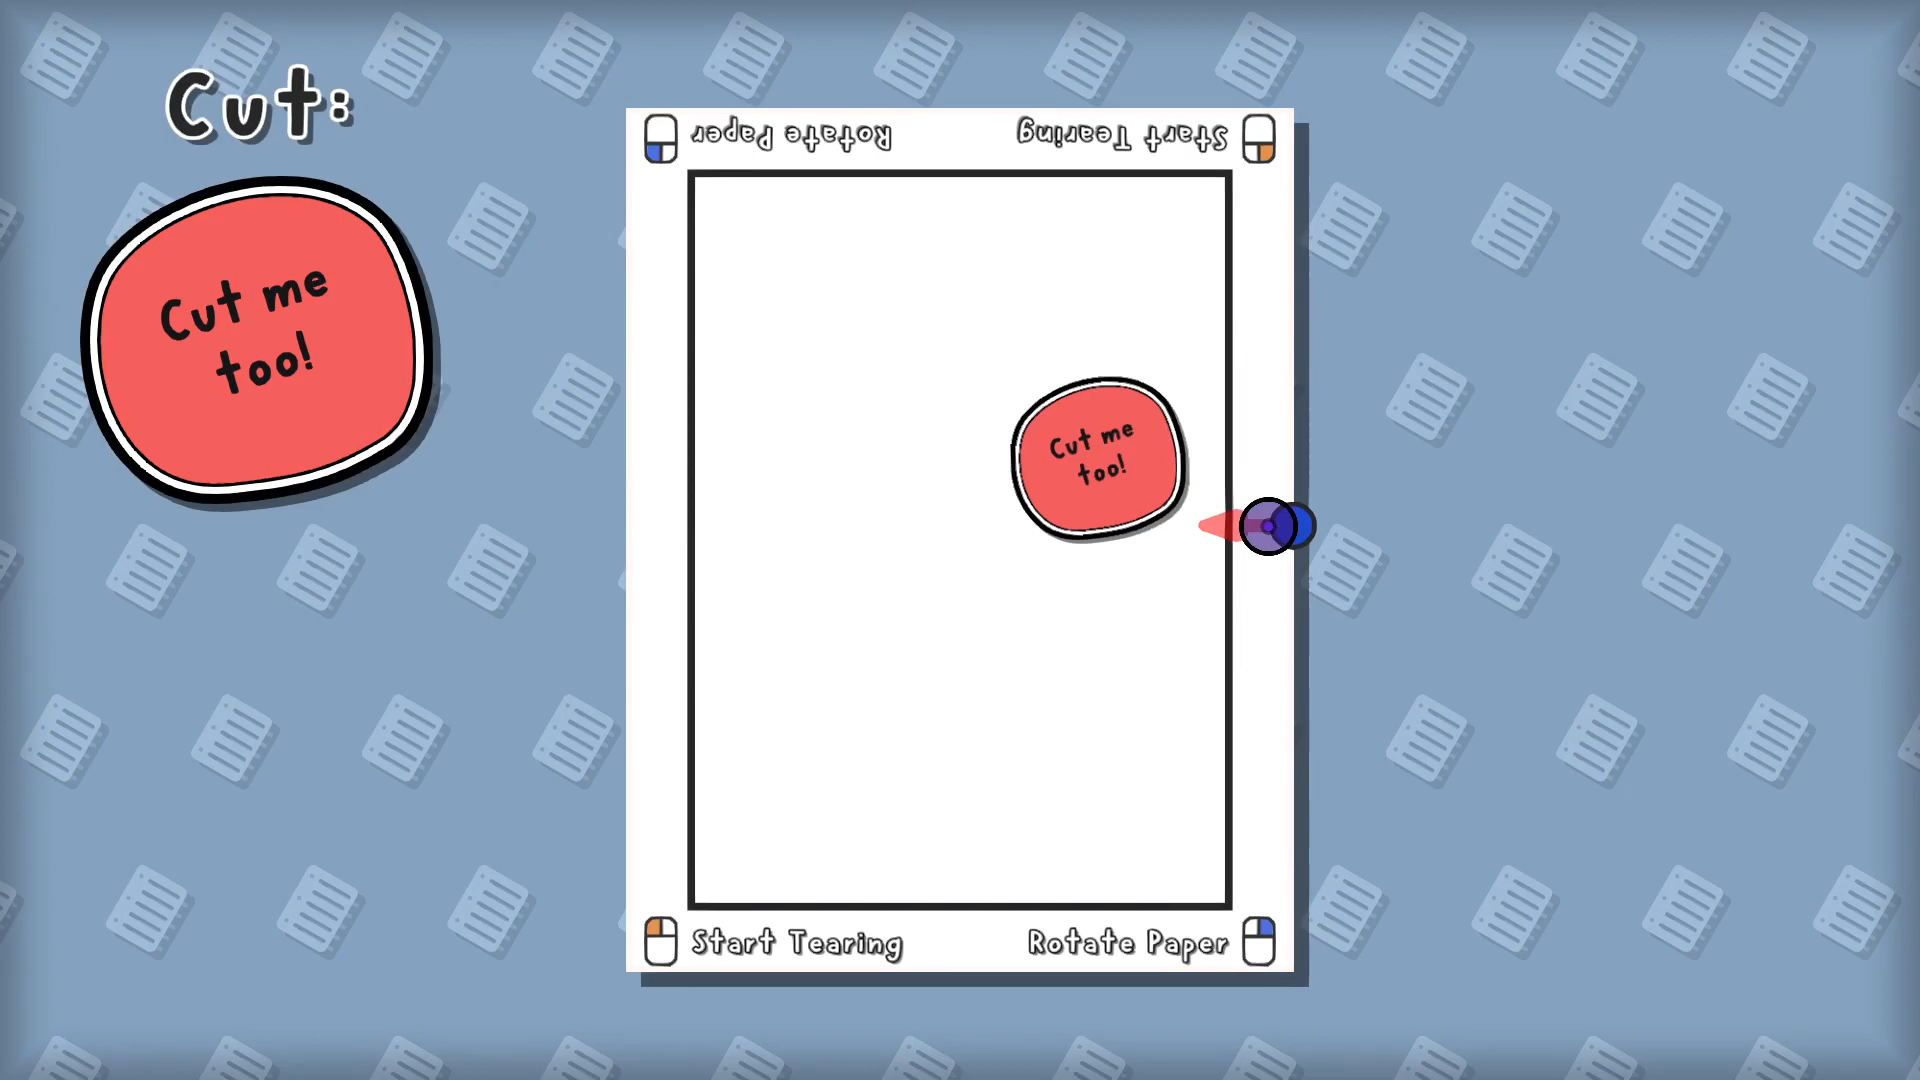 Cut:
Cut me
too!
Rotate Paper
Start Tearing
Cut me
too!
Start Tearing
Rotate Paper